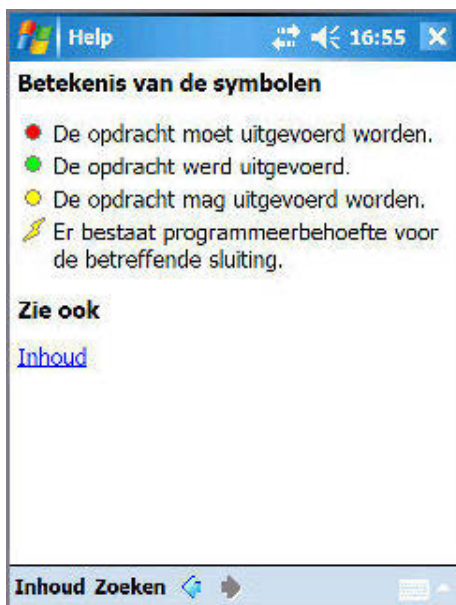 Help 16:55
Betekenis van de symbolen
De opdracht moet uitgevoerd worden.
De opdracht werd uitgevoerd.
De opdracht mag uitgevoerd worden.
Er bestaat programmeerbehoefte voor
de betreffende sluiting.
Zie ook
Inhoud
Inhoud Zoeken